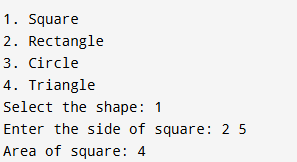 1. Square
2. Rectangle
3. Circle
4. Triangle
Select the shape: 1
Enter the side of square: 2 5
Area of square: 4